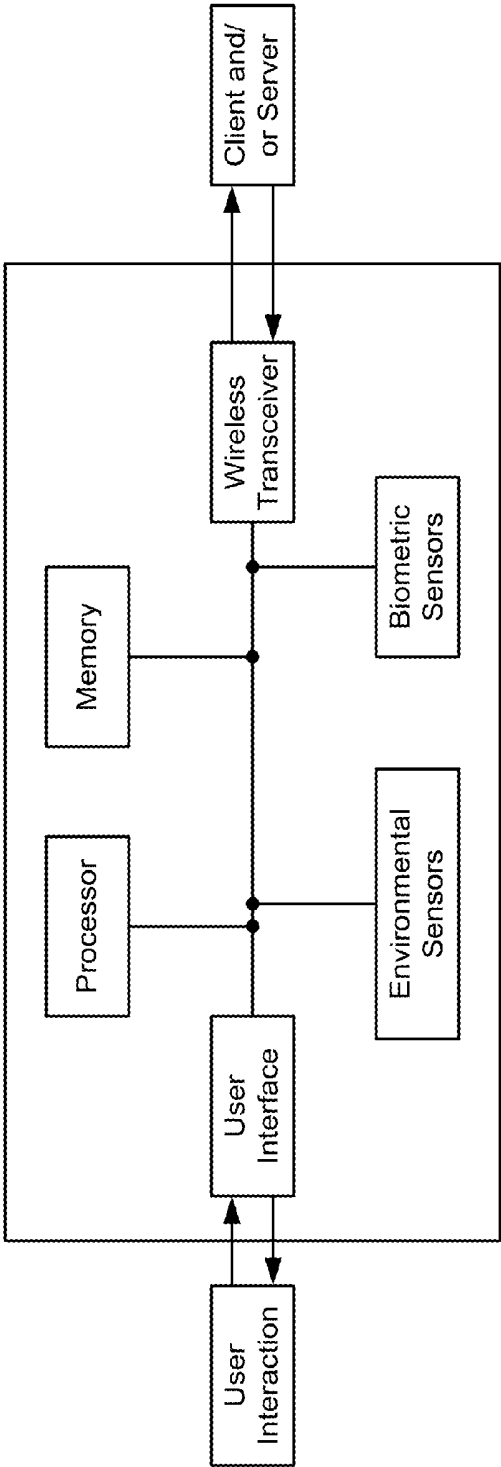 User
Interaction
User
Interface
Processor
Memory
Environmental
Sensors
Biometric
Sensors
Wireless
Transceiver
Client and/
or Server